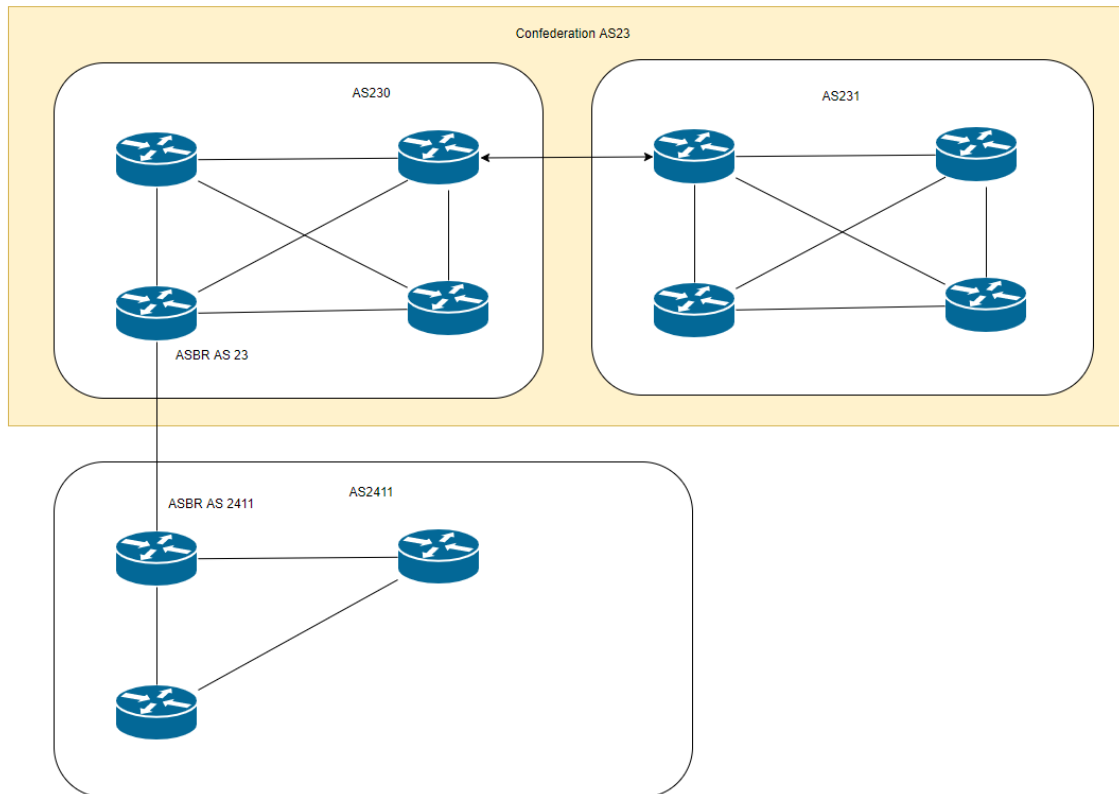 Confederation AS23
AS230
AS231
ASBR AS 23
AS2411
ASBR AS 2411